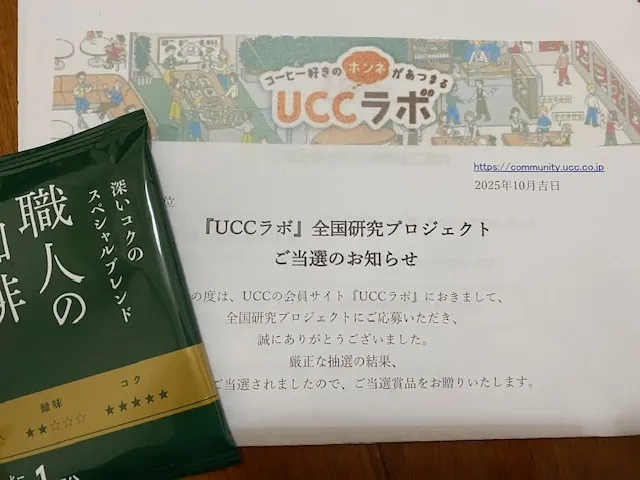 コーヒー好きのホンネがあつまる
UCCラボ
https://community.ucc.co.jp
2025年10月吉日
位
『UCCラボ』全国研究プロジェクト
ご当選のお知らせ
の度は、UCCの会員サイト『UCCラボ』におきまして、
全国研究プロジェクトにご応募いただき、
誠にありがとうございました。
厳正な抽選の結果、
ご当選されましたので、ご当選賞品をお贈りいたします。
深いコクの
スペシャルブレンド
職人の
珈琲
酸味
★★☆☆☆
コク
★★★★★